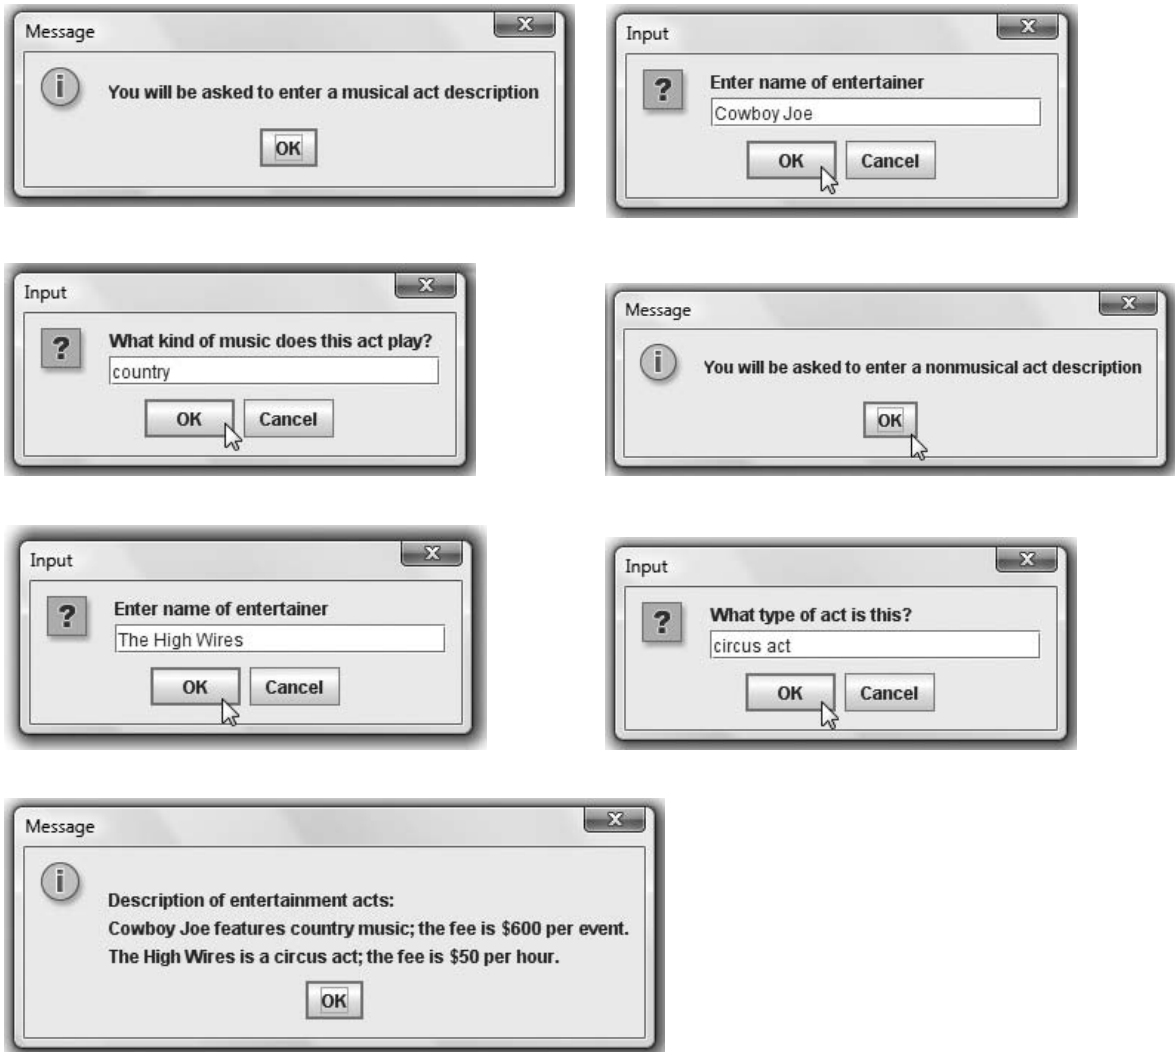 Message
You will be asked to enter a musical act description
OK
Input
Enter name of entertainer
Cowboy Joe
OK Cancel
Input
What kind of music does this act play?
country
OK Cancel
Message
You will be asked to enter a nonmusical act description
OK
Input
Enter name of entertainer
The High Wires
OK Cancel
Input
What type of act is this?
circus act
OK Cancel
Message
Description of entertainment acts:
Cowboy Joe features country music; the fee is $600 per event.
The High Wires is a circus act; the fee is $50 per hour.
OK